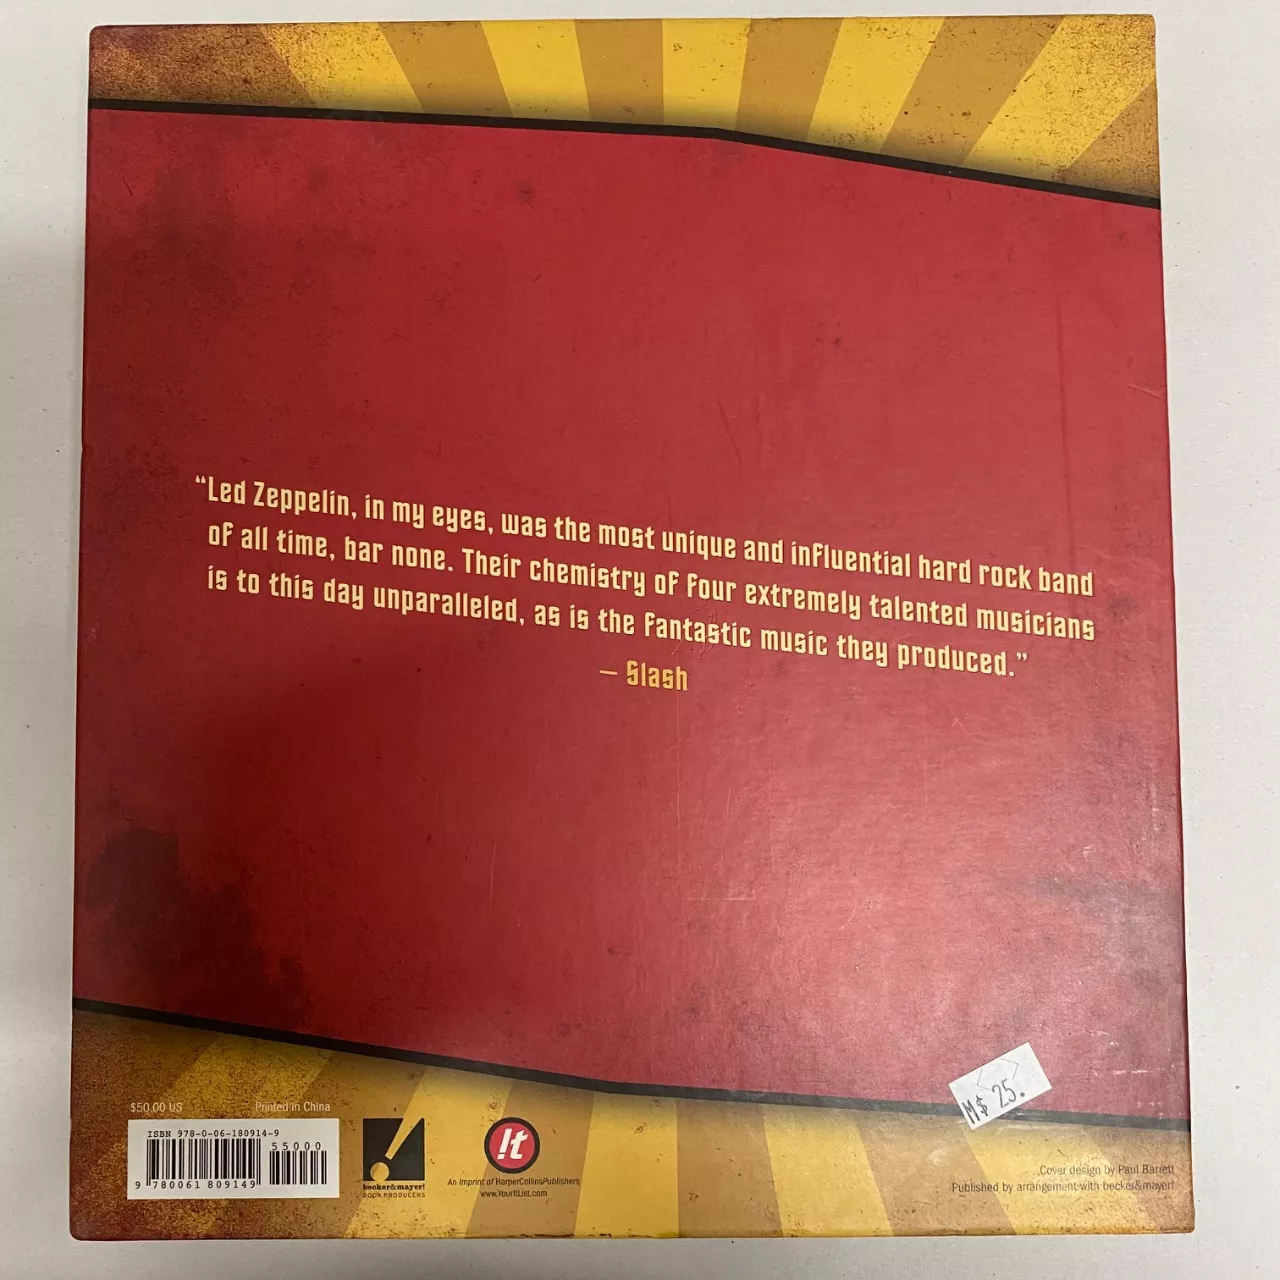 “Led Zeppelin, in my eyes, was the most unique and influential hard rock band
of all time, bar none. Their chemistry of four extremely talented musicians
is to this day unparalleled, as is the fantastic music they produced.”
– Slash
M$ 25.
$50.00 US
Printed in China
ISBN 978-0-06-180914-9
55000
9 780061 809149
becker&mayer!
BOOK PRODUCERS
!t
An Imprint of HarperCollinsPublishers
www.YourItList.com
Cover design by Paul Barrett
Published by arrangement with becker&mayer!